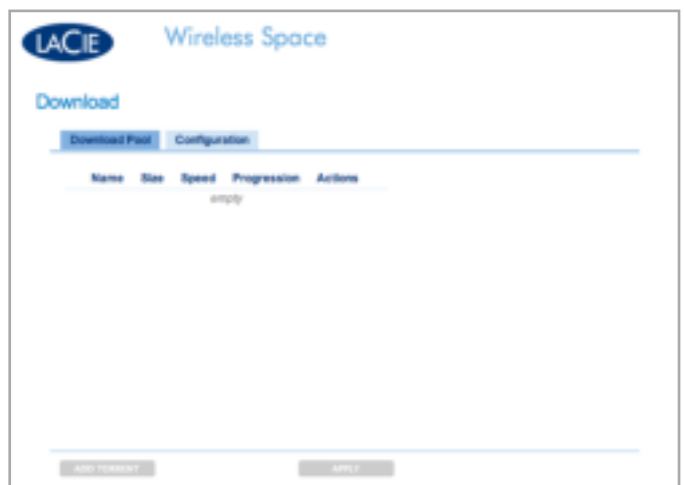 LACIE Wireless Space
Download
Download Pool Configuration
Name Size Speed Progression Actions
empty
ADD TORRENT APPLY